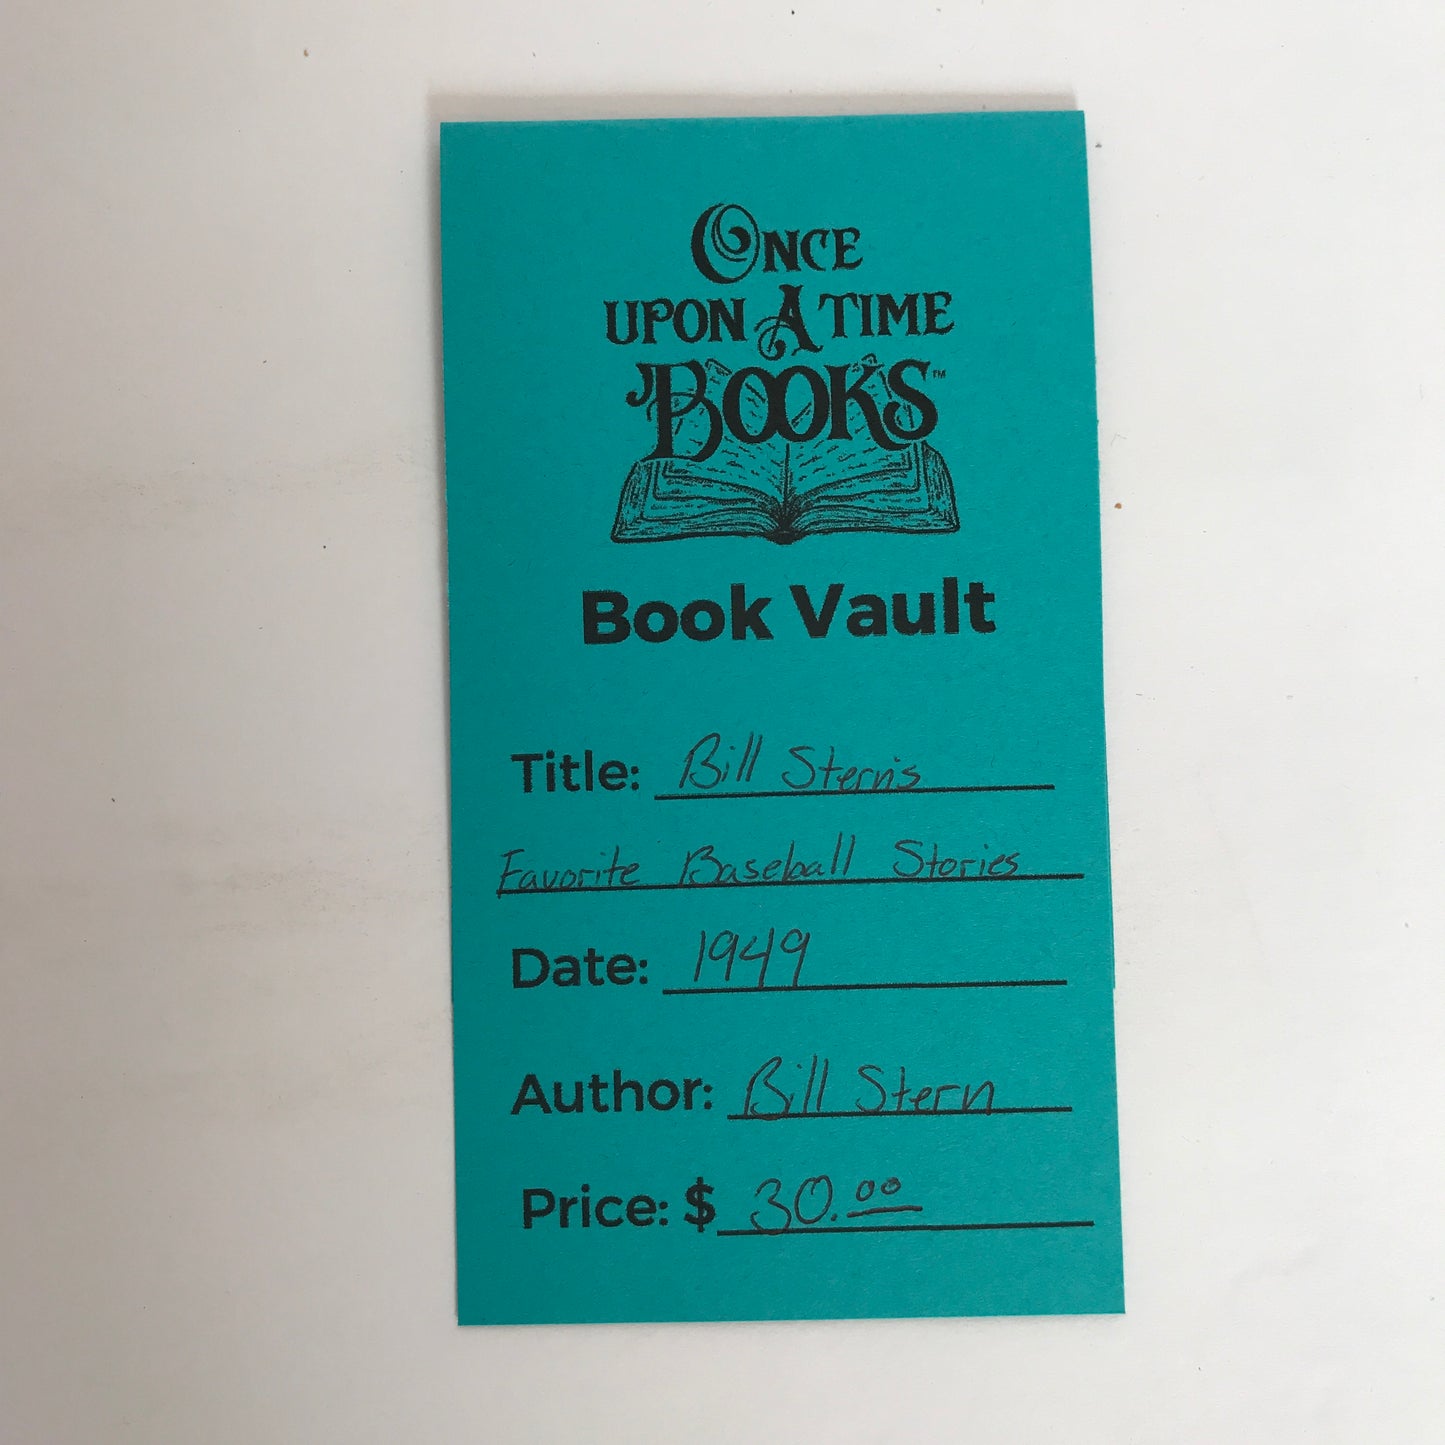 ONCE
UPON A TIME
BOOKS™
Book Vault
Title: Bill Stern's
Favorite Baseball Stories
Date: 1949
Author: Bill Stern
Price: $ 30.00